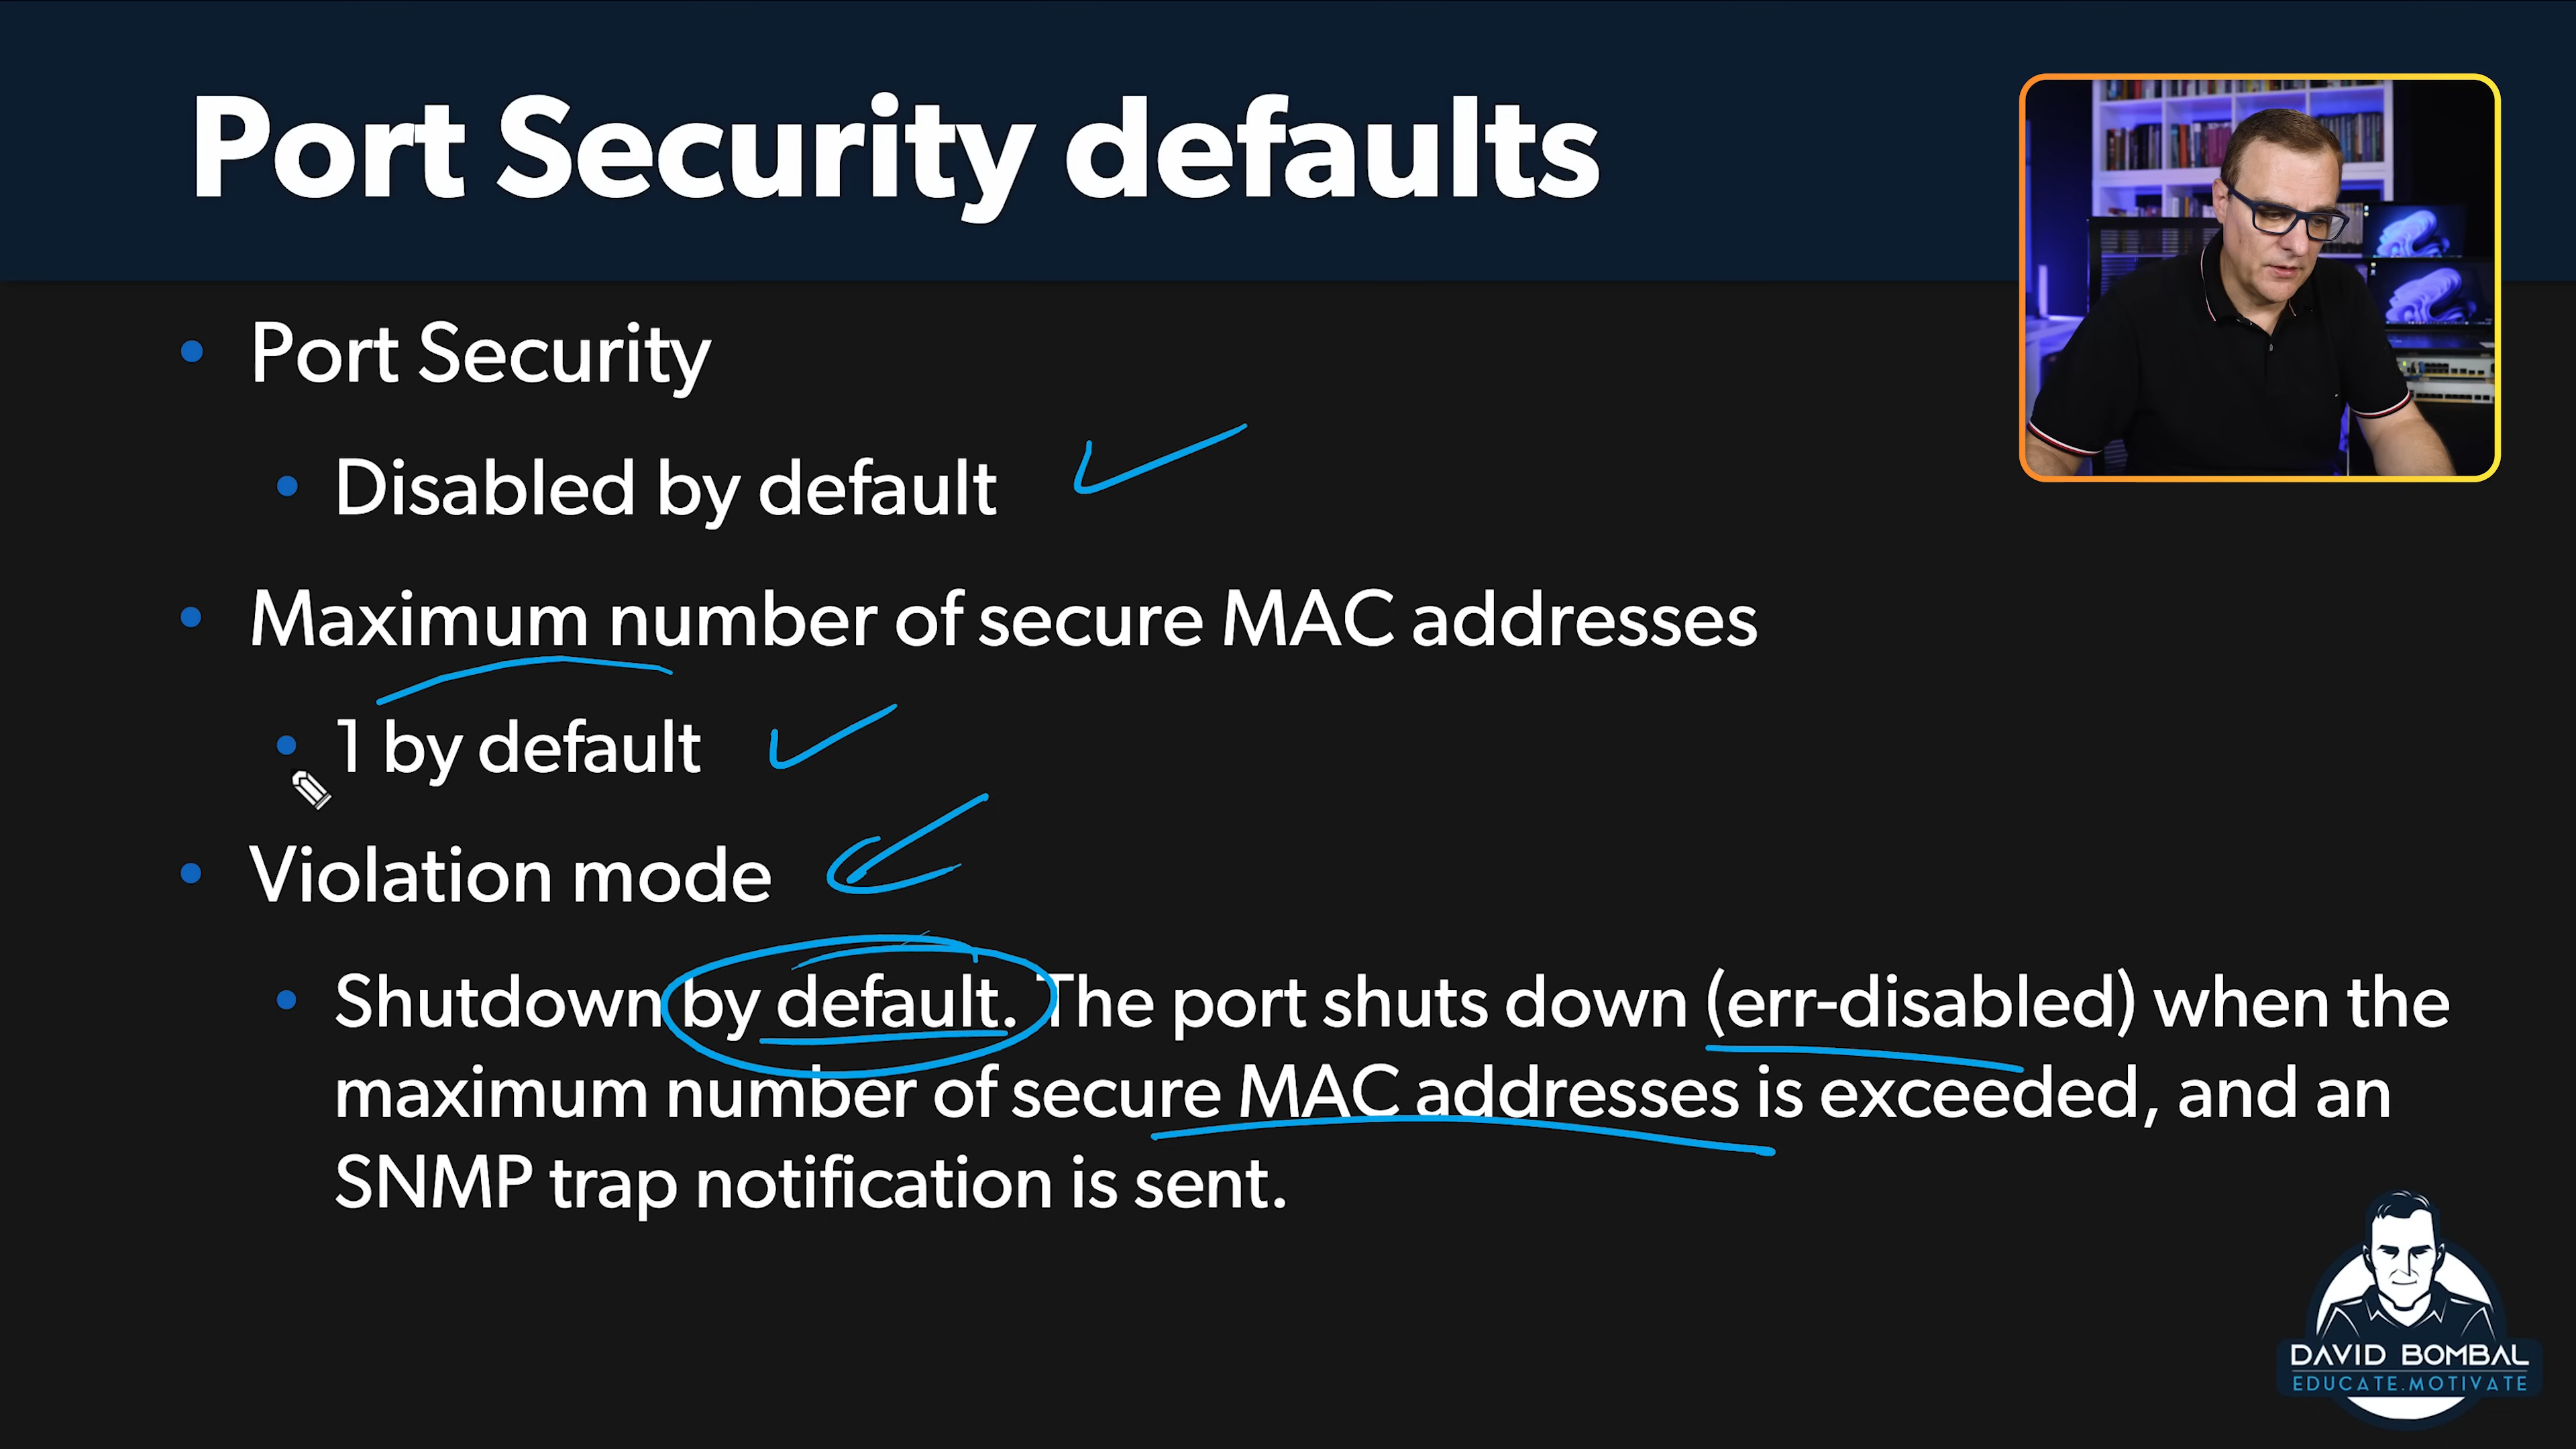 Port Security defaults
• Port Security
• Disabled by default
• Maximum number of secure MAC addresses
• 1 by default
• Violation mode
• Shutdown by default. The port shuts down (err-disabled) when the
maximum number of secure MAC addresses is exceeded, and an
SNMP trap notification is sent.
DAVID BOMBAL
EDUCATE.MOTIVATE